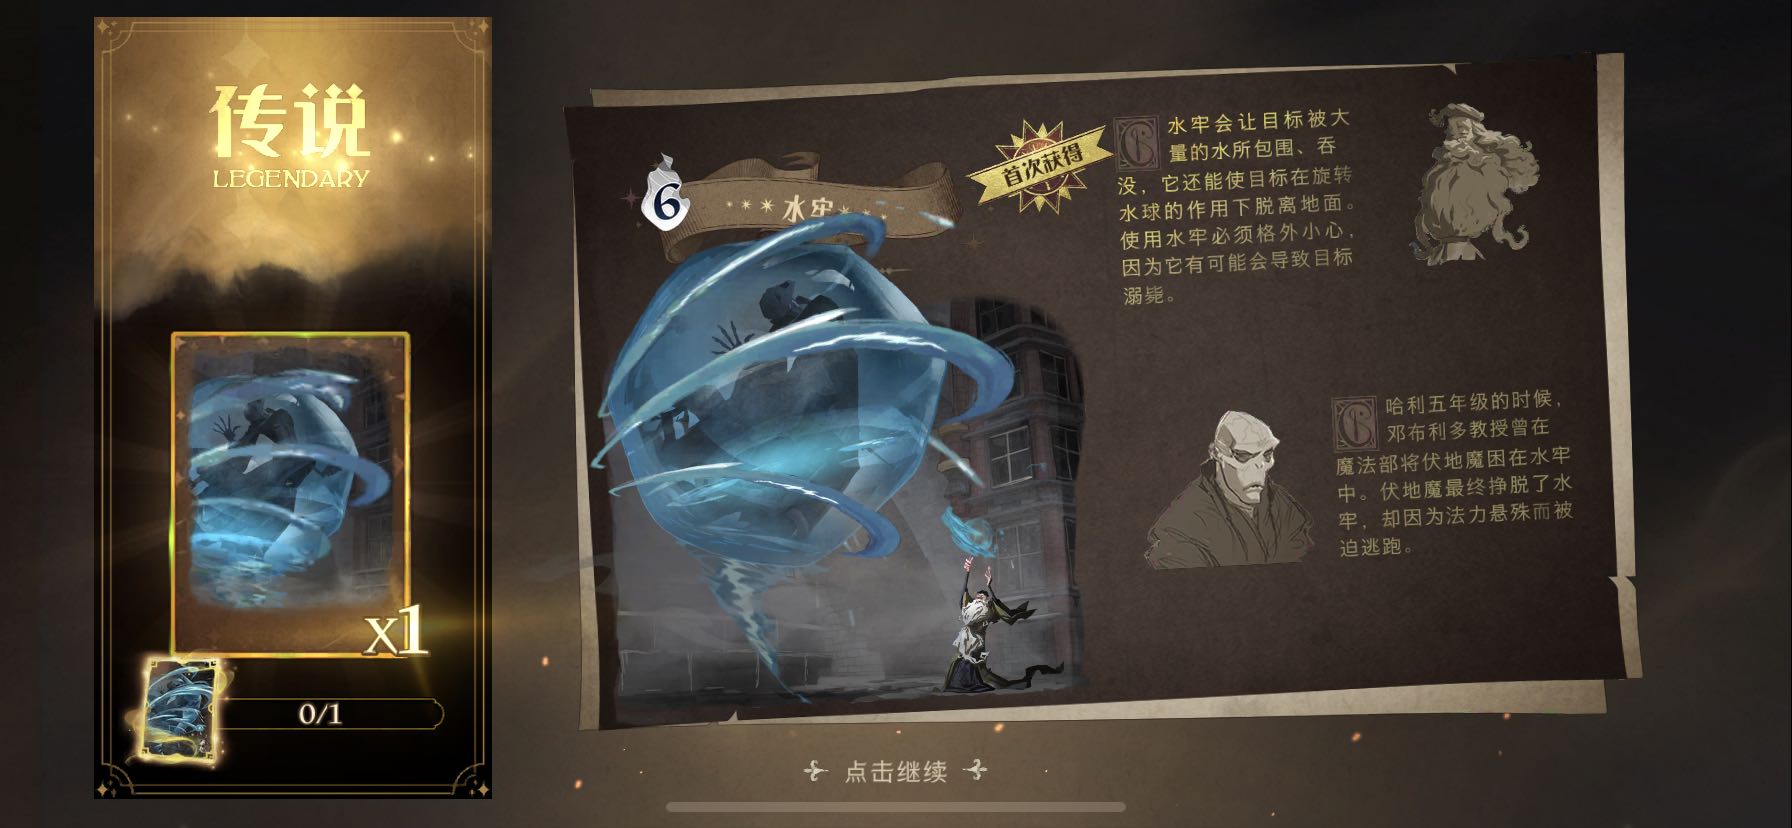 传说
LEGENDARY
x1
0/1
6
水牢
首次获得
水牢会让目标被大
量的水所包围、吞
没，它还能使目标在旋转
水球的作用下脱离地面。
使用水牢必须格外小心，
因为它有可能会导致目标
溺毙。
哈利五年级的时候，
邓布利多教授曾在
魔法部将伏地魔困在水牢
中。伏地魔最终挣脱了水
牢，却因为法力悬殊而被
迫逃跑。
点击继续